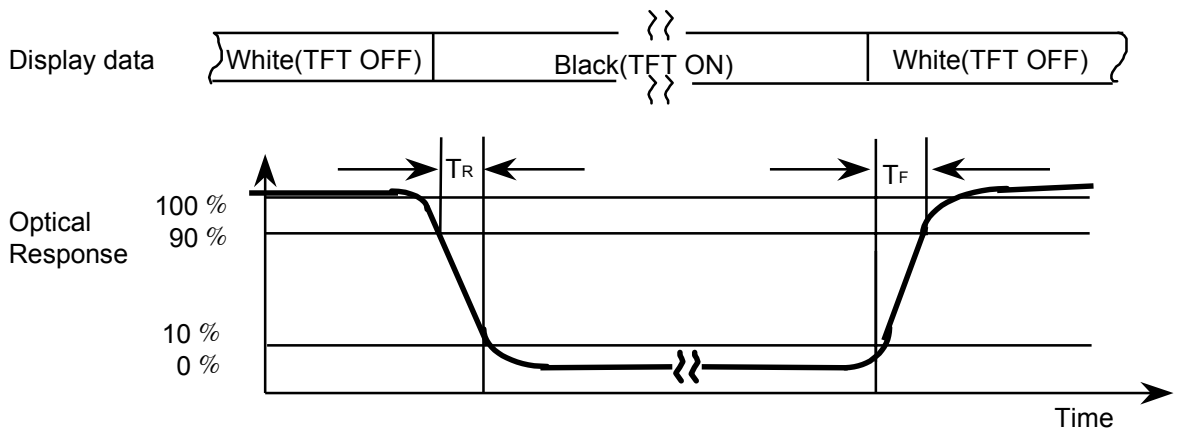 Display data
White(TFT OFF)
Black(TFT ON)
White(TFT OFF)
TR
TF
Optical
Response
100 %
90 %
10 %
0 %
Time